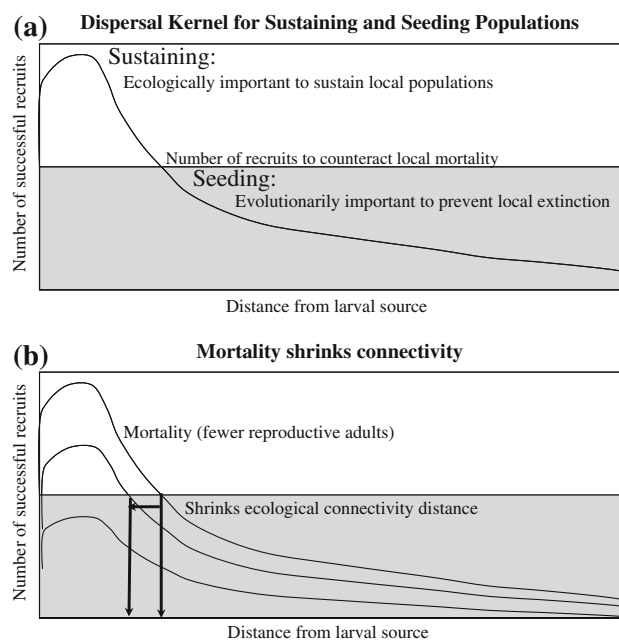 (a) Dispersal Kernel for Sustaining and Seeding Populations
Number of successful recruits
Sustaining:
Ecologically important to sustain local populations
Number of recruits to counteract local mortality
Seeding:
Evolutionarily important to prevent local extinction
Distance from larval source
(b) Mortality shrinks connectivity
Number of successful recruits
Mortality (fewer reproductive adults)
Shrinks ecological connectivity distance
Distance from larval source